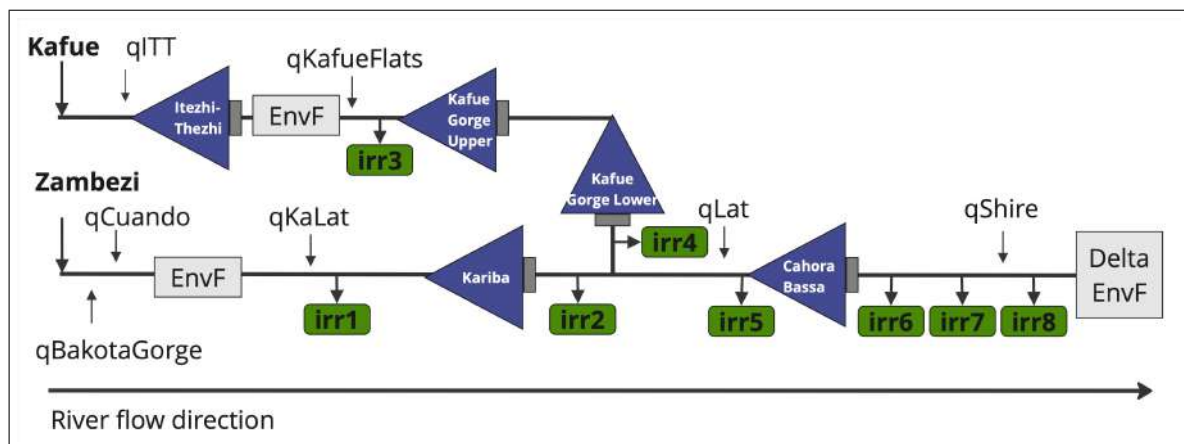 Kafue
qITT
qKafueFlats
Itezhi-
Thezhi
EnvF
Kafue
Gorge
Upper
irr3
Kafue
Gorge Lower
Zambezi
qCuando
qKaLat
qLat
qShire
irr4
EnvF
Kariba
Cahora
Bassa
Delta
EnvF
irr1
irr2
irr5
irr6
irr7
irr8
qBakotaGorge
River flow direction